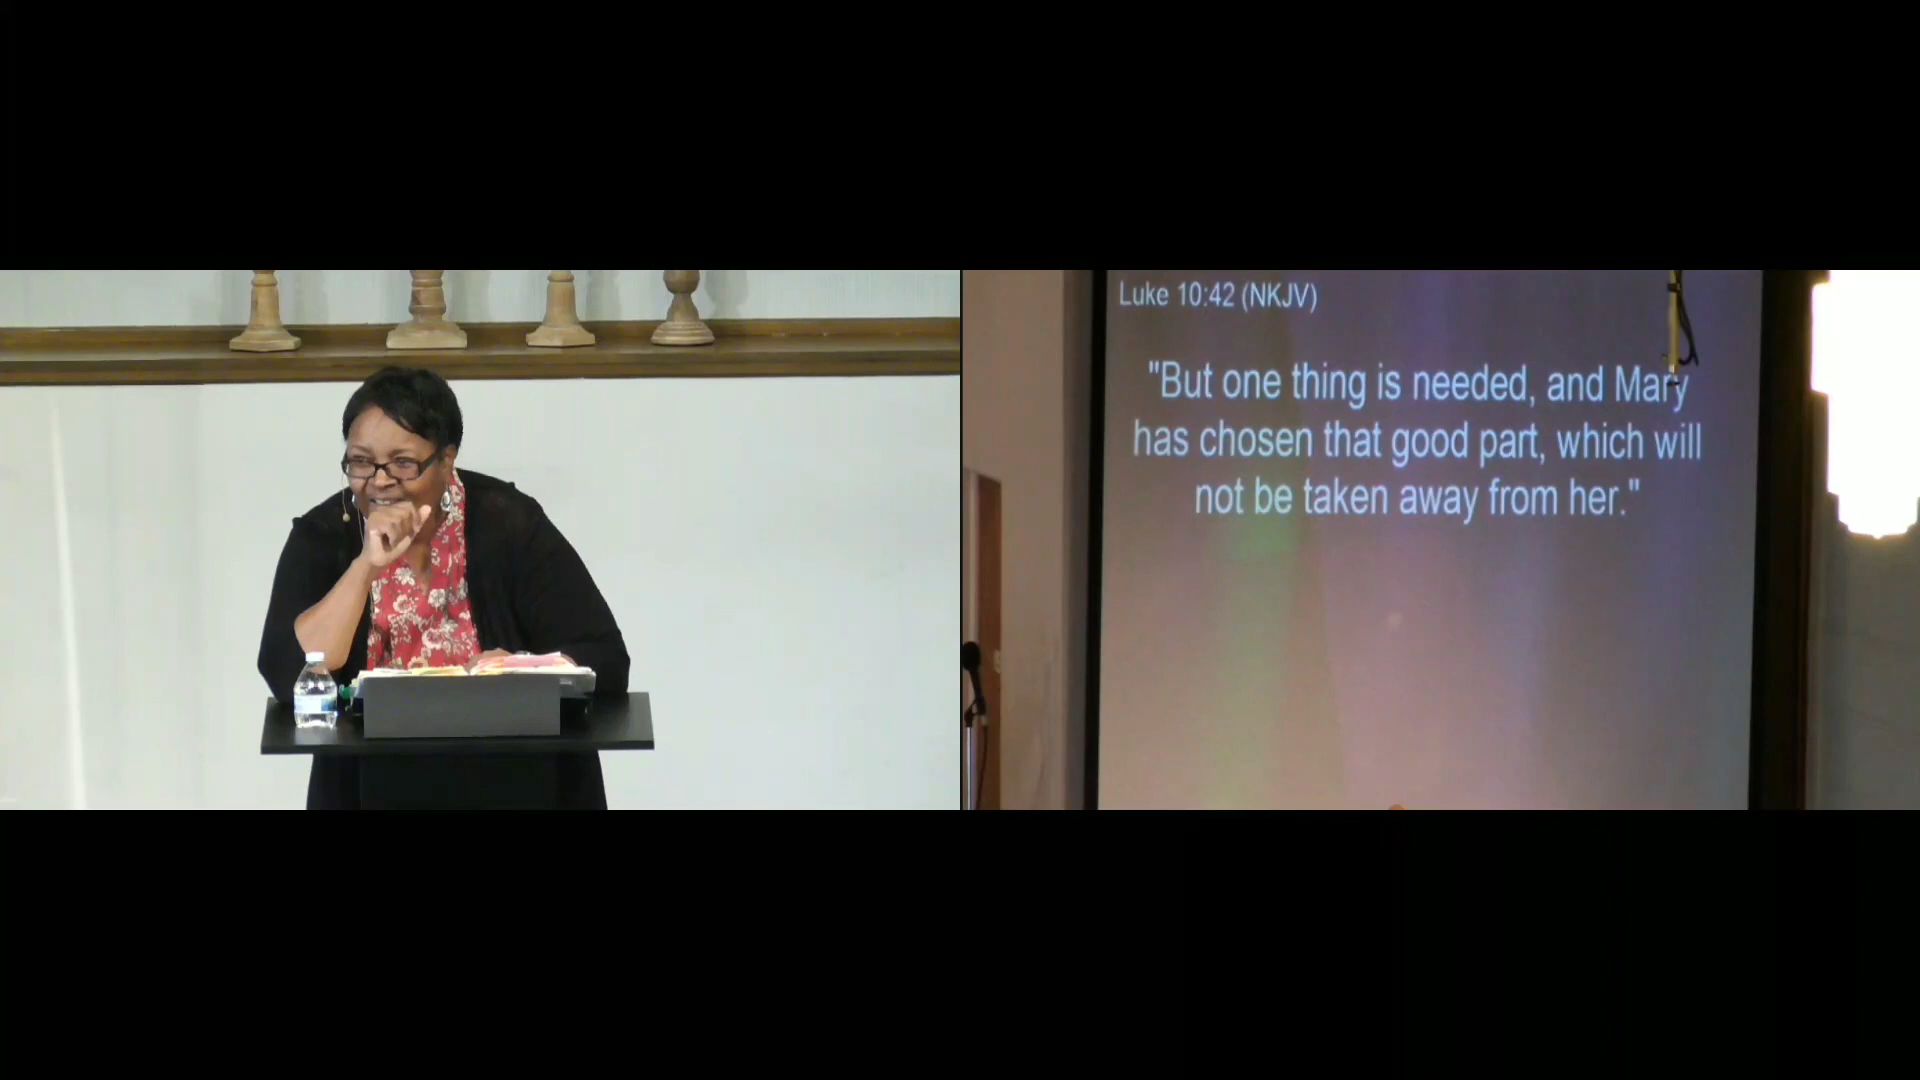 Luke 10:42 (NKJV)
"But one thing is needed, and Mary
has chosen that good part, which will
not be taken away from her."